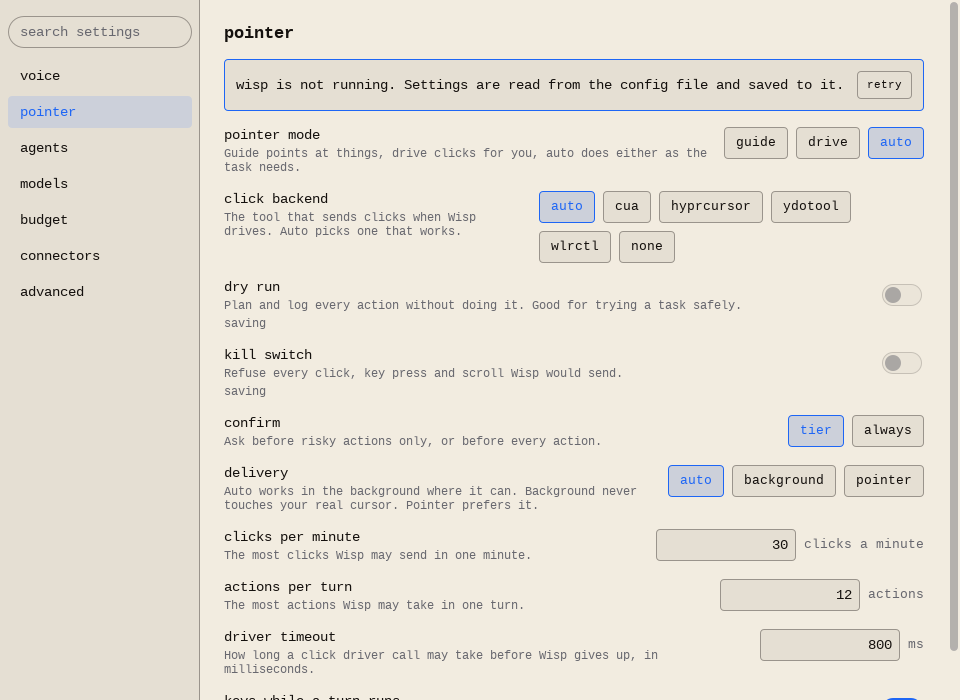 search settings
voice
pointer
agents
models
budget
connectors
advanced
pointer
wisp is not running. Settings are read from the config file and saved to it. retry
pointer mode
Guide points at things, drive clicks for you, auto does either as the
task needs.
guide drive auto
click backend
The tool that sends clicks when Wisp
drives. Auto picks one that works.
auto cua hyprcursor ydotool
wlrctl none
dry run
Plan and log every action without doing it. Good for trying a task safely.
saving
kill switch
Refuse every click, key press and scroll Wisp would send.
saving
confirm
Ask before risky actions only, or before every action.
tier always
delivery
Auto works in the background where it can. Background never
touches your real cursor. Pointer prefers it.
auto background pointer
clicks per minute
The most clicks Wisp may send in one minute.
30 clicks a minute
actions per turn
The most actions Wisp may take in one turn.
12 actions
driver timeout
How long a click driver call may take before Wisp gives up, in
milliseconds.
800 ms
keys while a turn runs